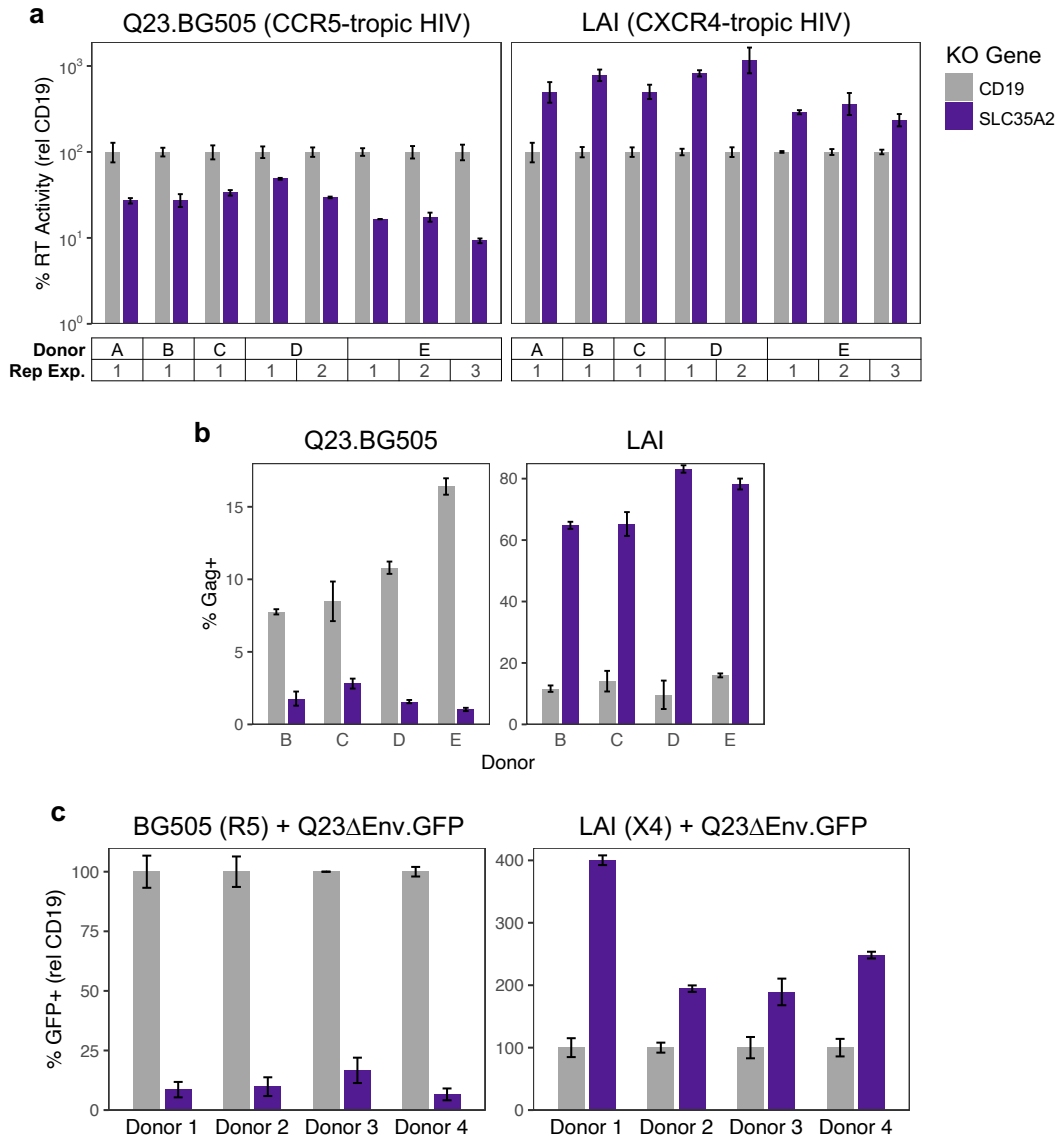 a
Q23.BG505 (CCR5-tropic HIV)
LAI (CXCR4-tropic HIV)
% RT Activity (rel CD19)
10³
10²
10¹
10⁰
KO Gene
CD19
SLC35A2
Donor A B C D E A B C D E
Rep Exp. 1 1 1 1 2 1 2 3 1 1 1 1 2 1 2 3
b
Q23.BG505
LAI
% Gag+
15
10
5
0
80
60
40
20
0
B C D E B C D E
Donor
c
BG505 (R5) + Q23ΔEnv.GFP
LAI (X4) + Q23ΔEnv.GFP
% GFP+ (rel CD19)
100
75
50
25
0
400
300
200
100
0
Donor 1 Donor 2 Donor 3 Donor 4 Donor 1 Donor 2 Donor 3 Donor 4